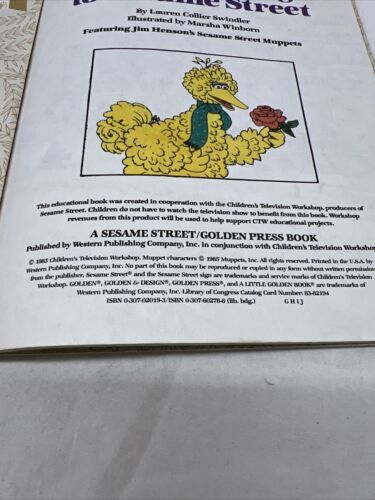 to Sesame Street
By Lauren Collier Swindler
Illustrated by Marsha Winborn
Featuring Jim Henson's Sesame Street Muppets
This educational book was created in cooperation with the Children's Television Workshop, producers of
Sesame Street. Children do not have to watch the television show to benefit from this book. Workshop
revenues from this product will be used to help support CTW educational projects.
A SESAME STREET/GOLDEN PRESS BOOK
Published by Western Publishing Company, Inc. in conjunction with Children's Television Workshop
© 1985 Children's Television Workshop. Muppet characters © 1985 Muppets, Inc. All rights reserved. Printed in the U.S.A. by
Western Publishing Company, Inc. No part of this book may be reproduced or copied in any form without written permission
from the publisher. Sesame Street® and the Sesame Street sign are trademarks and service marks of Children's Television
Workshop. GOLDEN®, GOLDEN & DESIGN®, GOLDEN PRESS®, and A LITTLE GOLDEN BOOK® are trademarks of
Western Publishing Company, Inc. Library of Congress Catalog Card Number: 83-82194
ISBN 0-307-02019-3/ISBN 0-307-60278-8 (lib. bdg.) G H I J